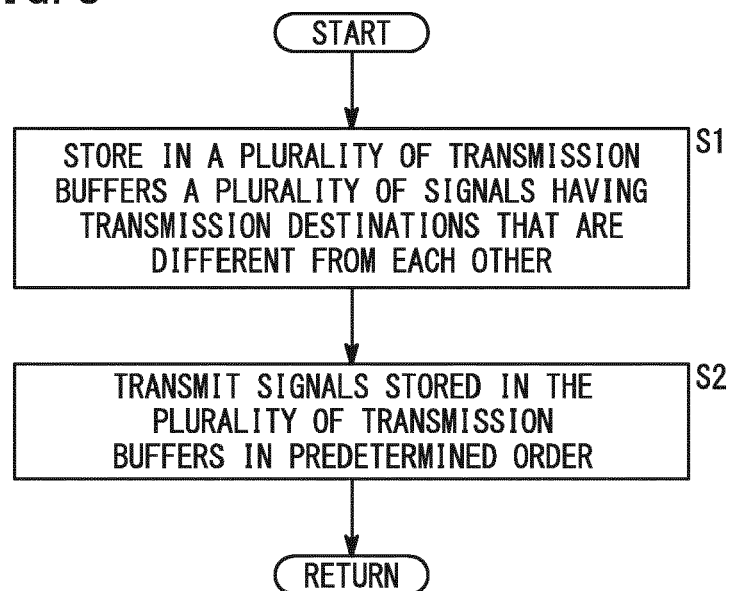 START
S1
STORE IN A PLURALITY OF TRANSMISSION
BUFFERS A PLURALITY OF SIGNALS HAVING
TRANSMISSION DESTINATIONS THAT ARE
DIFFERENT FROM EACH OTHER
S2
TRANSMIT SIGNALS STORED IN THE
PLURALITY OF TRANSMISSION
BUFFERS IN PREDETERMINED ORDER
RETURN